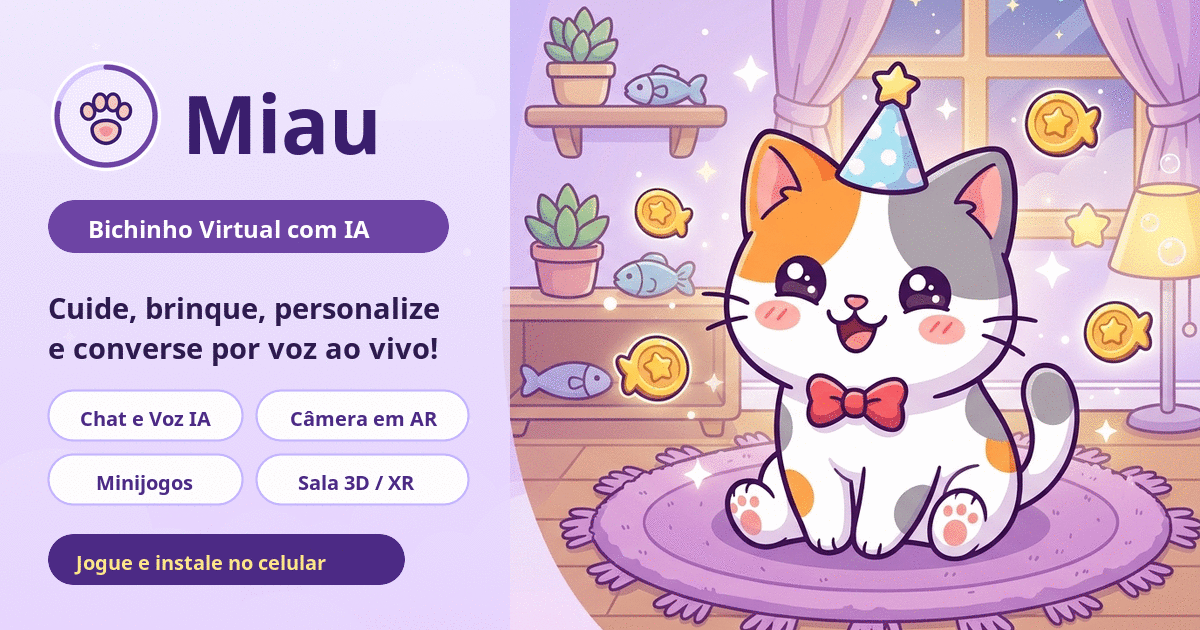 Miau
Bichinho Virtual com IA
Cuide, brinque, personalize
e converse por voz ao vivo!
Chat e Voz IA
Câmera em AR
Minijogos
Sala 3D / XR
Jogue e instale no celular